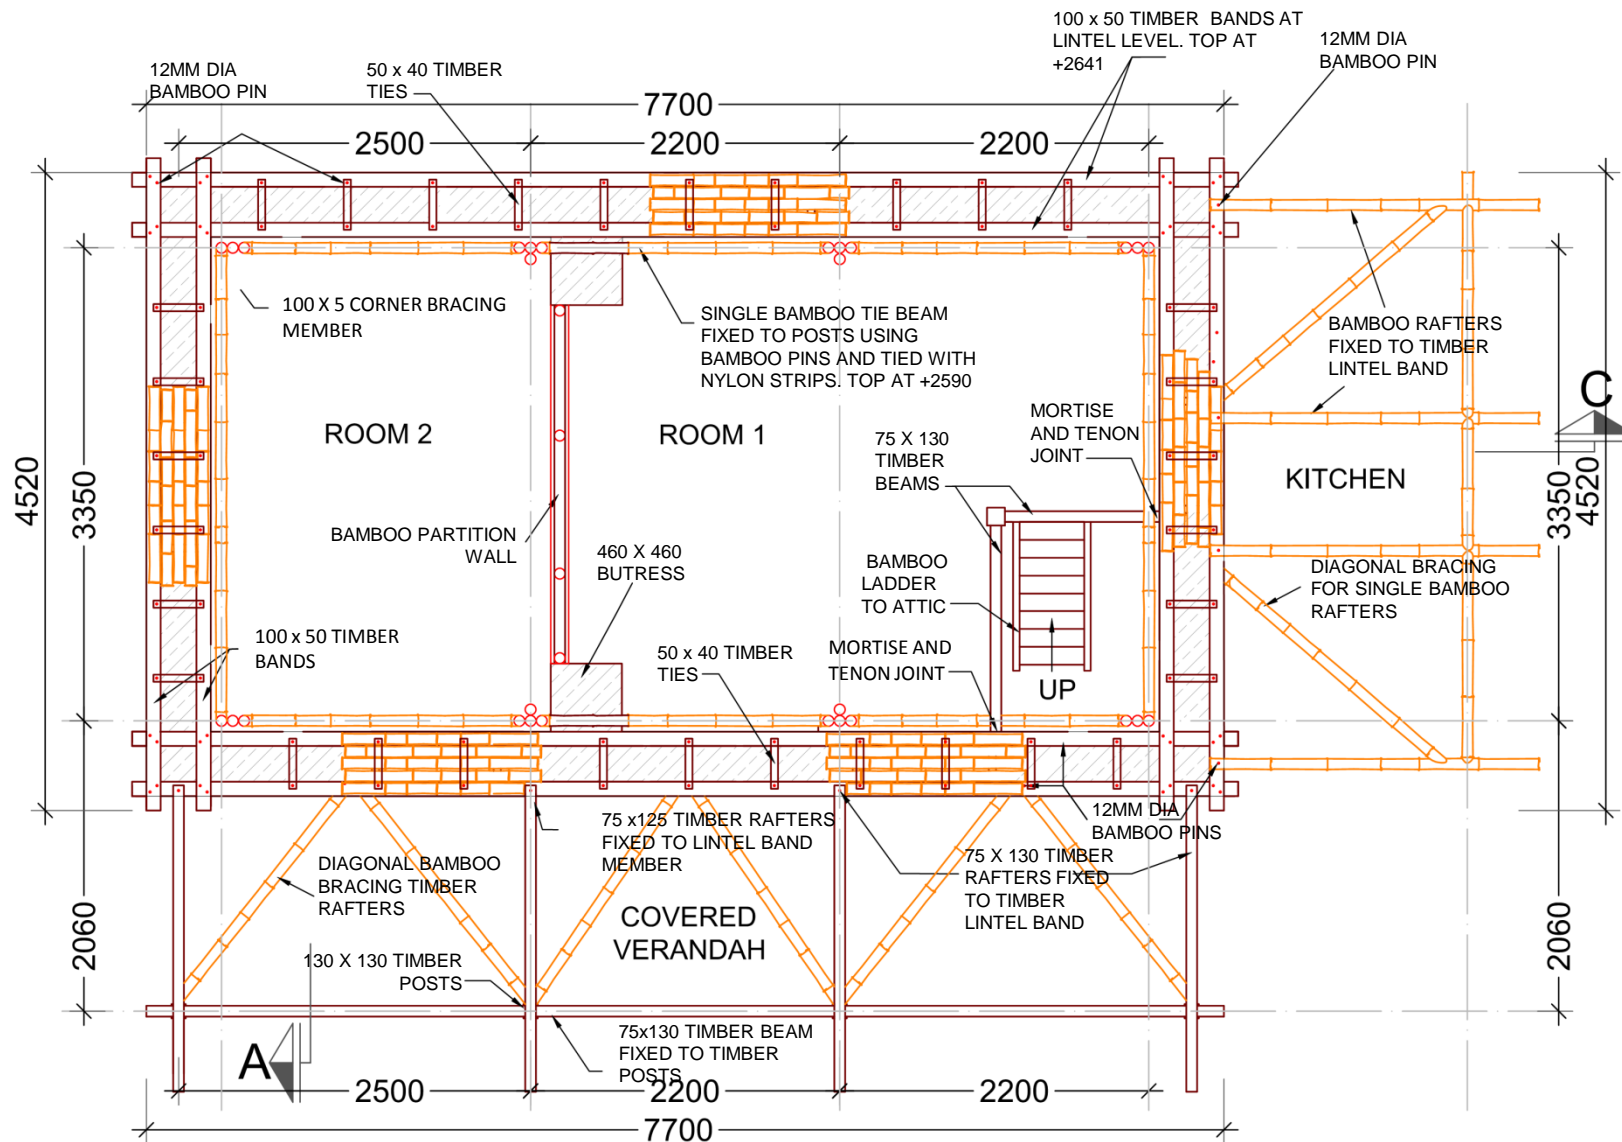 100 x 50 TIMBER BANDS AT
LINTEL LEVEL. TOP AT
+2641
12MM DIA
BAMBOO PIN
50 x 40 TIMBER
TIES
12MM DIA
BAMBOO PIN
7700
2500
2200
2200
100 X 5 CORNER BRACING
MEMBER
SINGLE BAMBOO TIE BEAM
FIXED TO POSTS USING
BAMBOO PINS AND TIED WITH
NYLON STRIPS. TOP AT +2590
BAMBOO RAFTERS
FIXED TO TIMBER
LINTEL BAND
C
ROOM 2
ROOM 1
75 X 130
TIMBER
BEAMS
MORTISE
AND TENON
JOINT
KITCHEN
4520
3350
3350
4520
BAMBOO PARTITION
WALL
460 X 460
BUTRESS
BAMBOO
LADDER
TO ATTIC
DIAGONAL BRACING
FOR SINGLE BAMBOO
RAFTERS
100 x 50 TIMBER
BANDS
50 x 40 TIMBER
TIES
MORTISE AND
TENON JOINT
UP
75 x125 TIMBER RAFTERS
FIXED TO LINTEL BAND
MEMBER
12MM DIA
BAMBOO PINS
DIAGONAL BAMBOO
BRACING TIMBER
RAFTERS
75 X 130 TIMBER
RAFTERS FIXED
TO TIMBER
LINTEL BAND
COVERED
VERANDAH
2060
2060
130 X 130 TIMBER
POSTS
75x130 TIMBER BEAM
FIXED TO TIMBER
POSTS
A
2500
2200
2200
7700